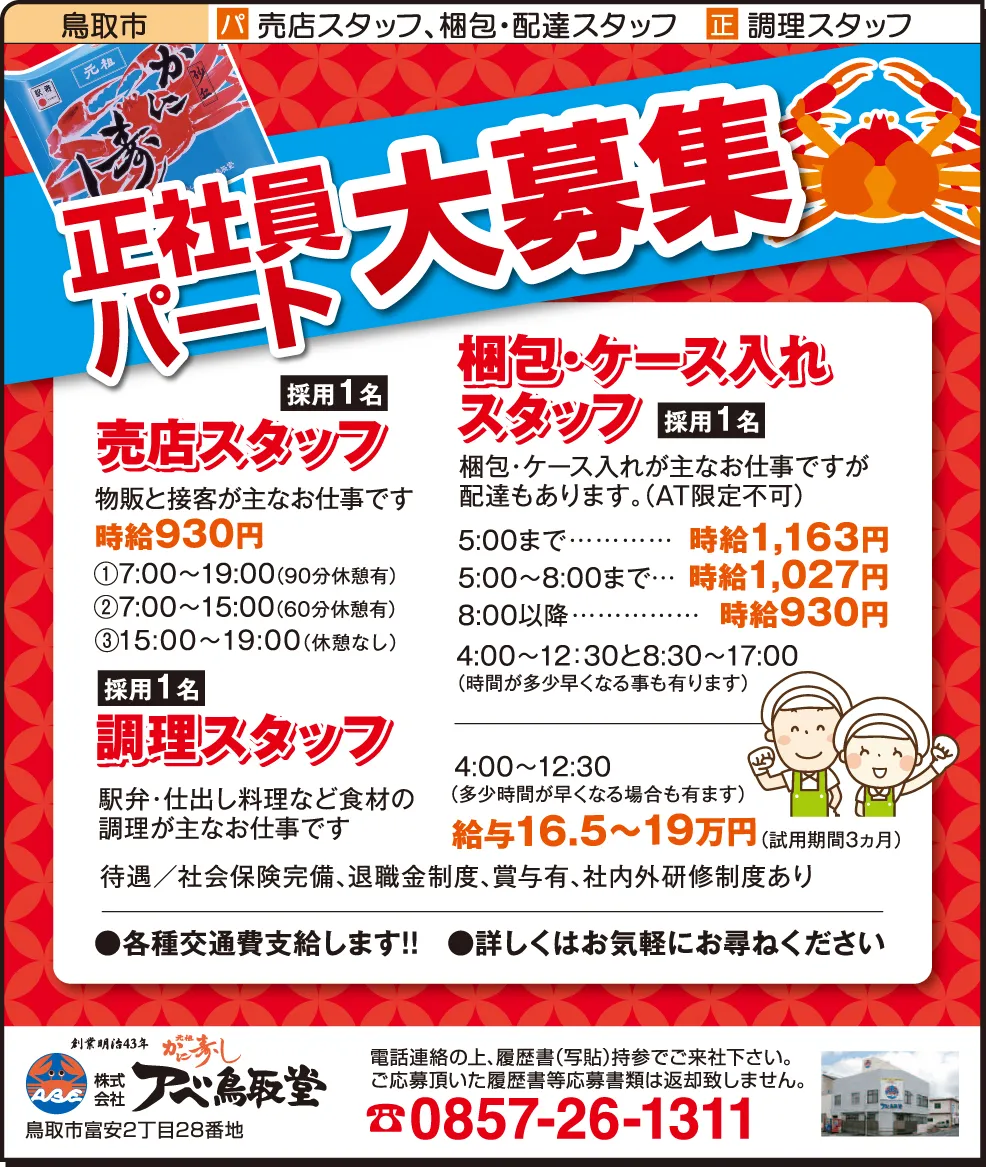 鳥取市
パ 売店スタッフ、梱包・配達スタッフ 正 調理スタッフ
元祖
かに寿し
正社員
パート
大募集
採用1名
売店スタッフ
物販と接客が主なお仕事です
時給930円
①7:00〜19:00(90分休憩有)
②7:00〜15:00(60分休憩有)
③15:00〜19:00(休憩なし)
梱包・ケース入れ
スタッフ 採用1名
梱包・ケース入れが主なお仕事ですが
配達もあります。(AT限定不可)
5:00まで………… 時給1,163円
5:00〜8:00まで… 時給1,027円
8:00以降…………… 時給930円
4:00〜12:30と8:30〜17:00
(時間が多少早くなる事も有ります)
採用1名
調理スタッフ
駅弁・仕出し料理など食材の
調理が主なお仕事です
4:00〜12:30
(多少時間が早くなる場合も有ます)
給与16.5〜19万円(試用期間3ヵ月)
待遇／社会保険完備、退職金制度、賞与有、社内外研修制度あり
●各種交通費支給します!! ●詳しくはお気軽にお尋ねください
創業明治43年
元祖
かに寿し
ABC
株式会社 アベ鳥取堂
鳥取市富安2丁目28番地
電話連絡の上、履歴書(写貼)持参でご来社下さい。
ご応募頂いた履歴書等応募書類は返却致しません。
☎0857-26-1311